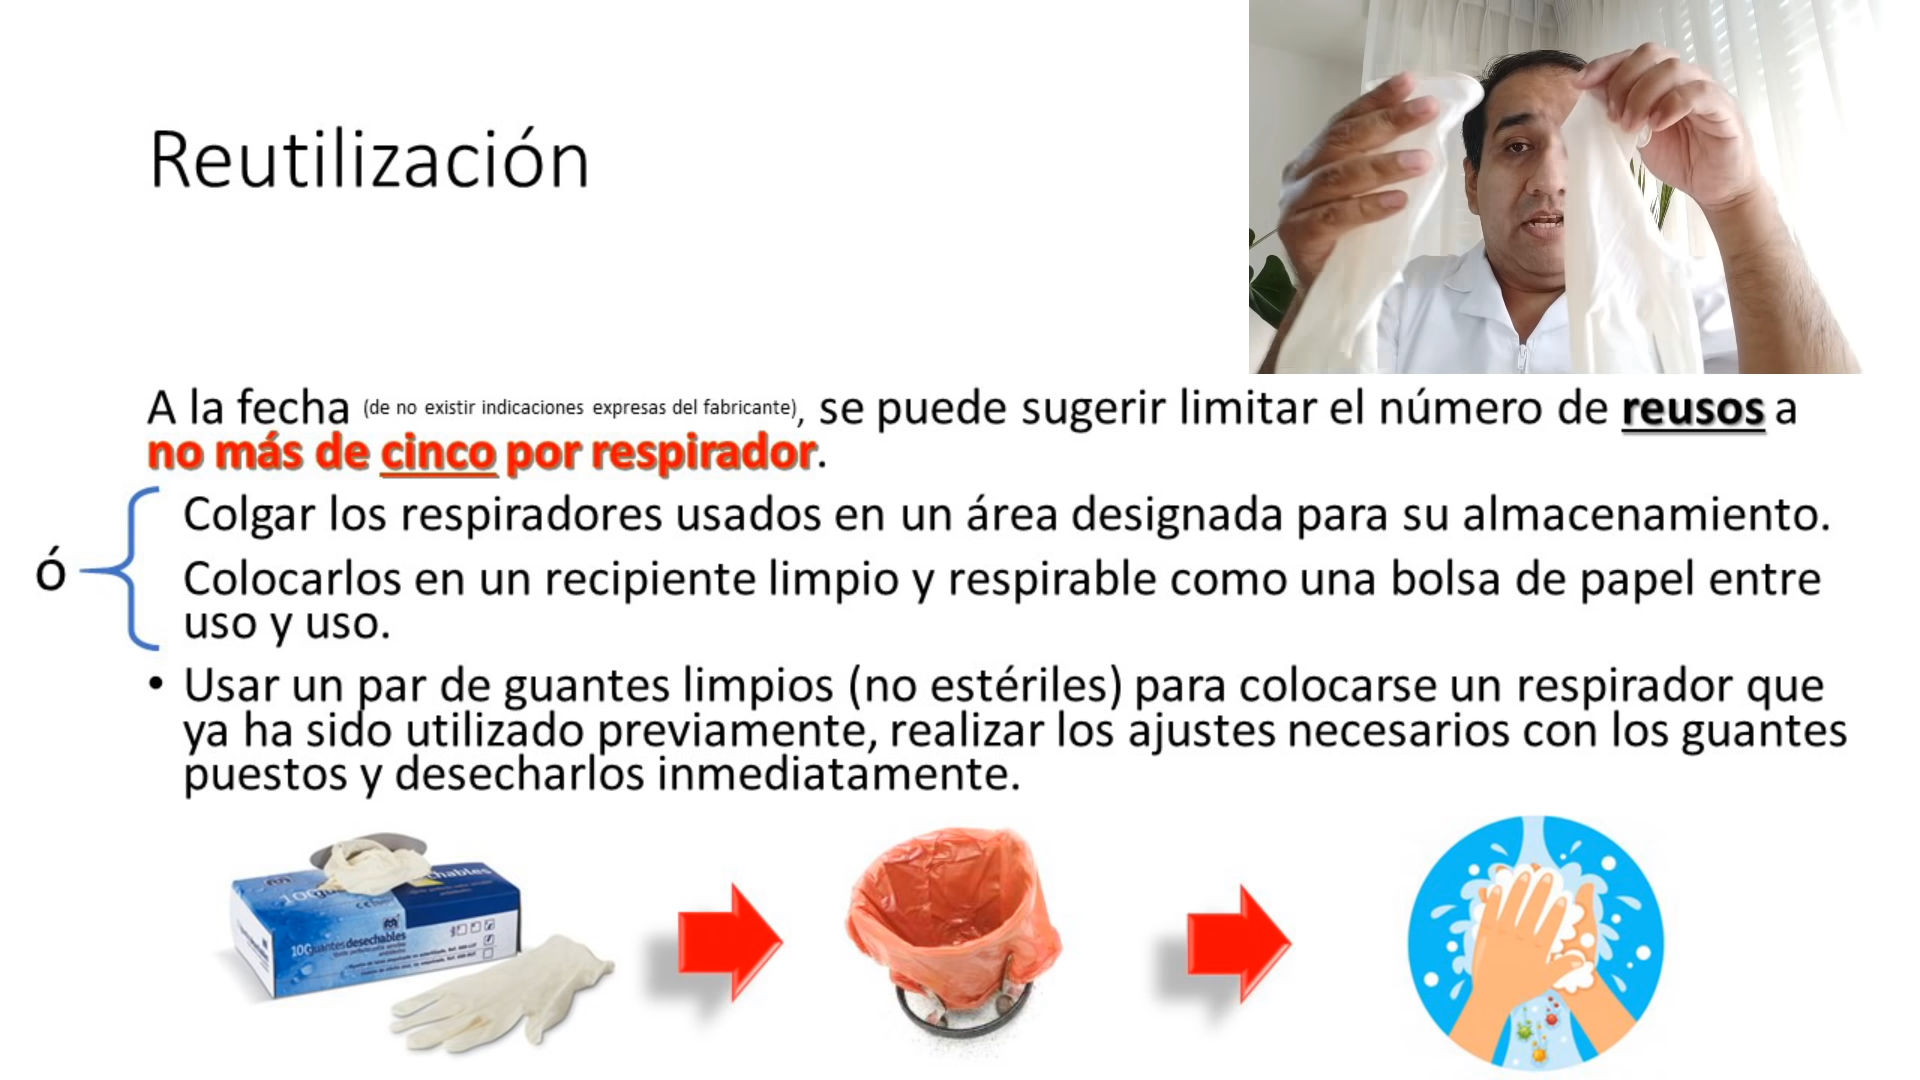 Reutilización
A la fecha (de no existir indicaciones expresas del fabricante), se puede sugerir limitar el número de reusos a
no más de cinco por respirador.
Colgar los respiradores usados en un área designada para su almacenamiento.
ó
Colocarlos en un recipiente limpio y respirable como una bolsa de papel entre
uso y uso.
• Usar un par de guantes limpios (no estériles) para colocarse un respirador que
ya ha sido utilizado previamente, realizar los ajustes necesarios con los guantes
puestos y desecharlos inmediatamente.
100 guantes desechables